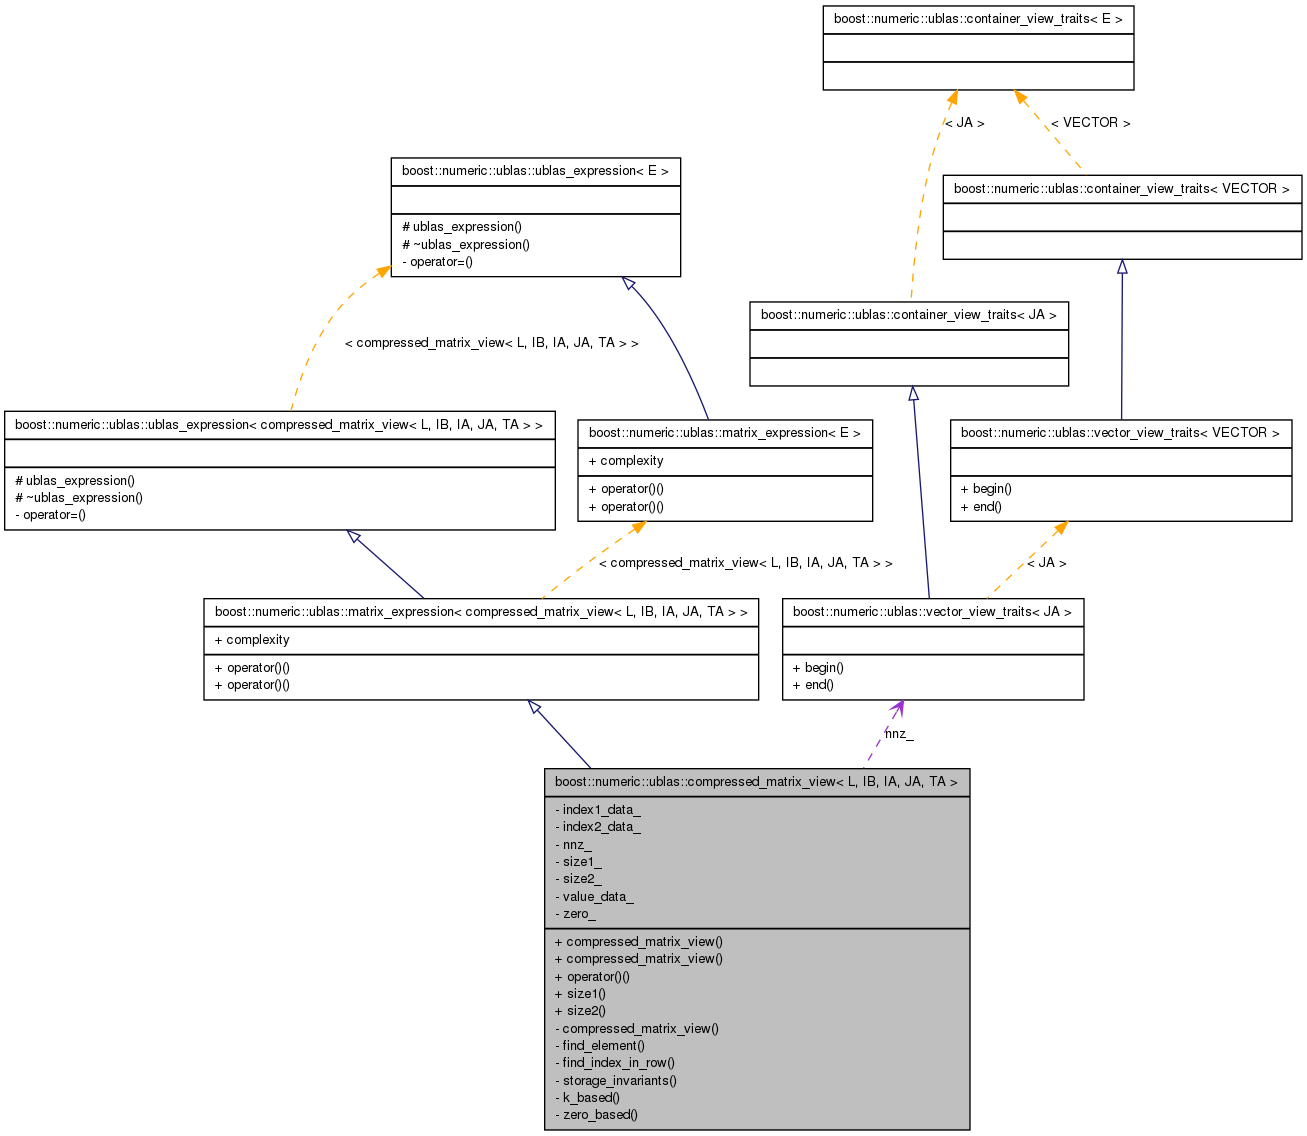 boost::numeric::ublas::container_view_traits< E >
< JA >
< VECTOR >
boost::numeric::ublas::ublas_expression< E >
# ublas_expression()
# ~ublas_expression()
- operator=()
boost::numeric::ublas::container_view_traits< VECTOR >
boost::numeric::ublas::container_view_traits< JA >
< compressed_matrix_view< L, IB, IA, JA, TA > >
boost::numeric::ublas::ublas_expression< compressed_matrix_view< L, IB, IA, JA, TA > >
# ublas_expression()
# ~ublas_expression()
- operator=()
boost::numeric::ublas::matrix_expression< E >
+ complexity
+ operator()()
+ operator()()
boost::numeric::ublas::vector_view_traits< VECTOR >
+ begin()
+ end()
< compressed_matrix_view< L, IB, IA, JA, TA > >
< JA >
boost::numeric::ublas::matrix_expression< compressed_matrix_view< L, IB, IA, JA, TA > >
+ complexity
+ operator()()
+ operator()()
boost::numeric::ublas::vector_view_traits< JA >
+ begin()
+ end()
nnz_
boost::numeric::ublas::compressed_matrix_view< L, IB, IA, JA, TA >
- index1_data_
- index2_data_
- nnz_
- size1_
- size2_
- value_data_
- zero_
+ compressed_matrix_view()
+ compressed_matrix_view()
+ operator()()
+ size1()
+ size2()
- compressed_matrix_view()
- find_element()
- find_index_in_row()
- storage_invariants()
- k_based()
- zero_based()